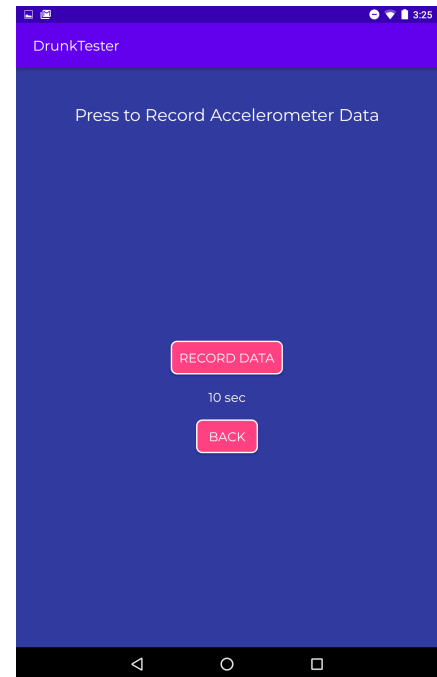 3:25
DrunkTester
Press to Record Accelerometer Data
RECORD DATA
10 sec
BACK